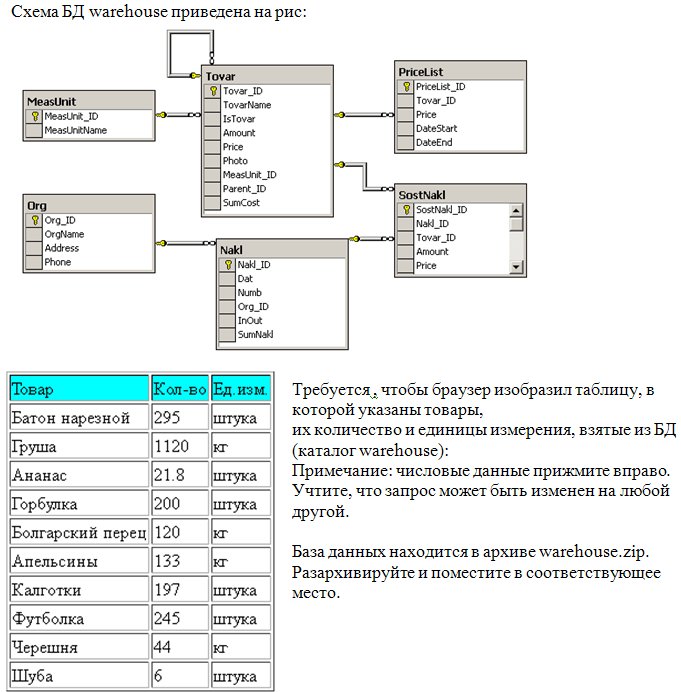 Схема БД warehouse приведена на рис:
MeasUnit
MeasUnit_ID
MeasUnitName
Tovar
Tovar_ID
TovarName
IsTovar
Amount
Price
Photo
MeasUnit_ID
Parent_ID
SumCost
PriceList
PriceList_ID
Tovar_ID
Price
DateStart
DateEnd
Org
Org_ID
OrgName
Address
Phone
Nakl
Nakl_ID
Dat
Numb
Org_ID
InOut
SumNakl
SostNakl
SostNakl_ID
Nakl_ID
Tovar_ID
Amount
Price
Товар Кол-во Ед.изм.
Батон нарезной 295 штука
Груша 1120 кг
Ананас 21.8 штука
Горбулка 200 штука
Болгарский перец 120 кг
Апельсины 133 кг
Калготки 197 штука
Футболка 245 штука
Черешня 44 кг
Шуба 6 штука
Требуется,, чтобы браузер изобразил таблицу, в
которой указаны товары,
их количество и единицы измерения, взятые из БД
(каталог warehouse):
Примечание: числовые данные прижмите вправо.
Учтите, что запрос может быть изменен на любой
другой.
База данных находится в архиве warehouse.zip.
Разархивируйте и поместите в соответствующее
место.